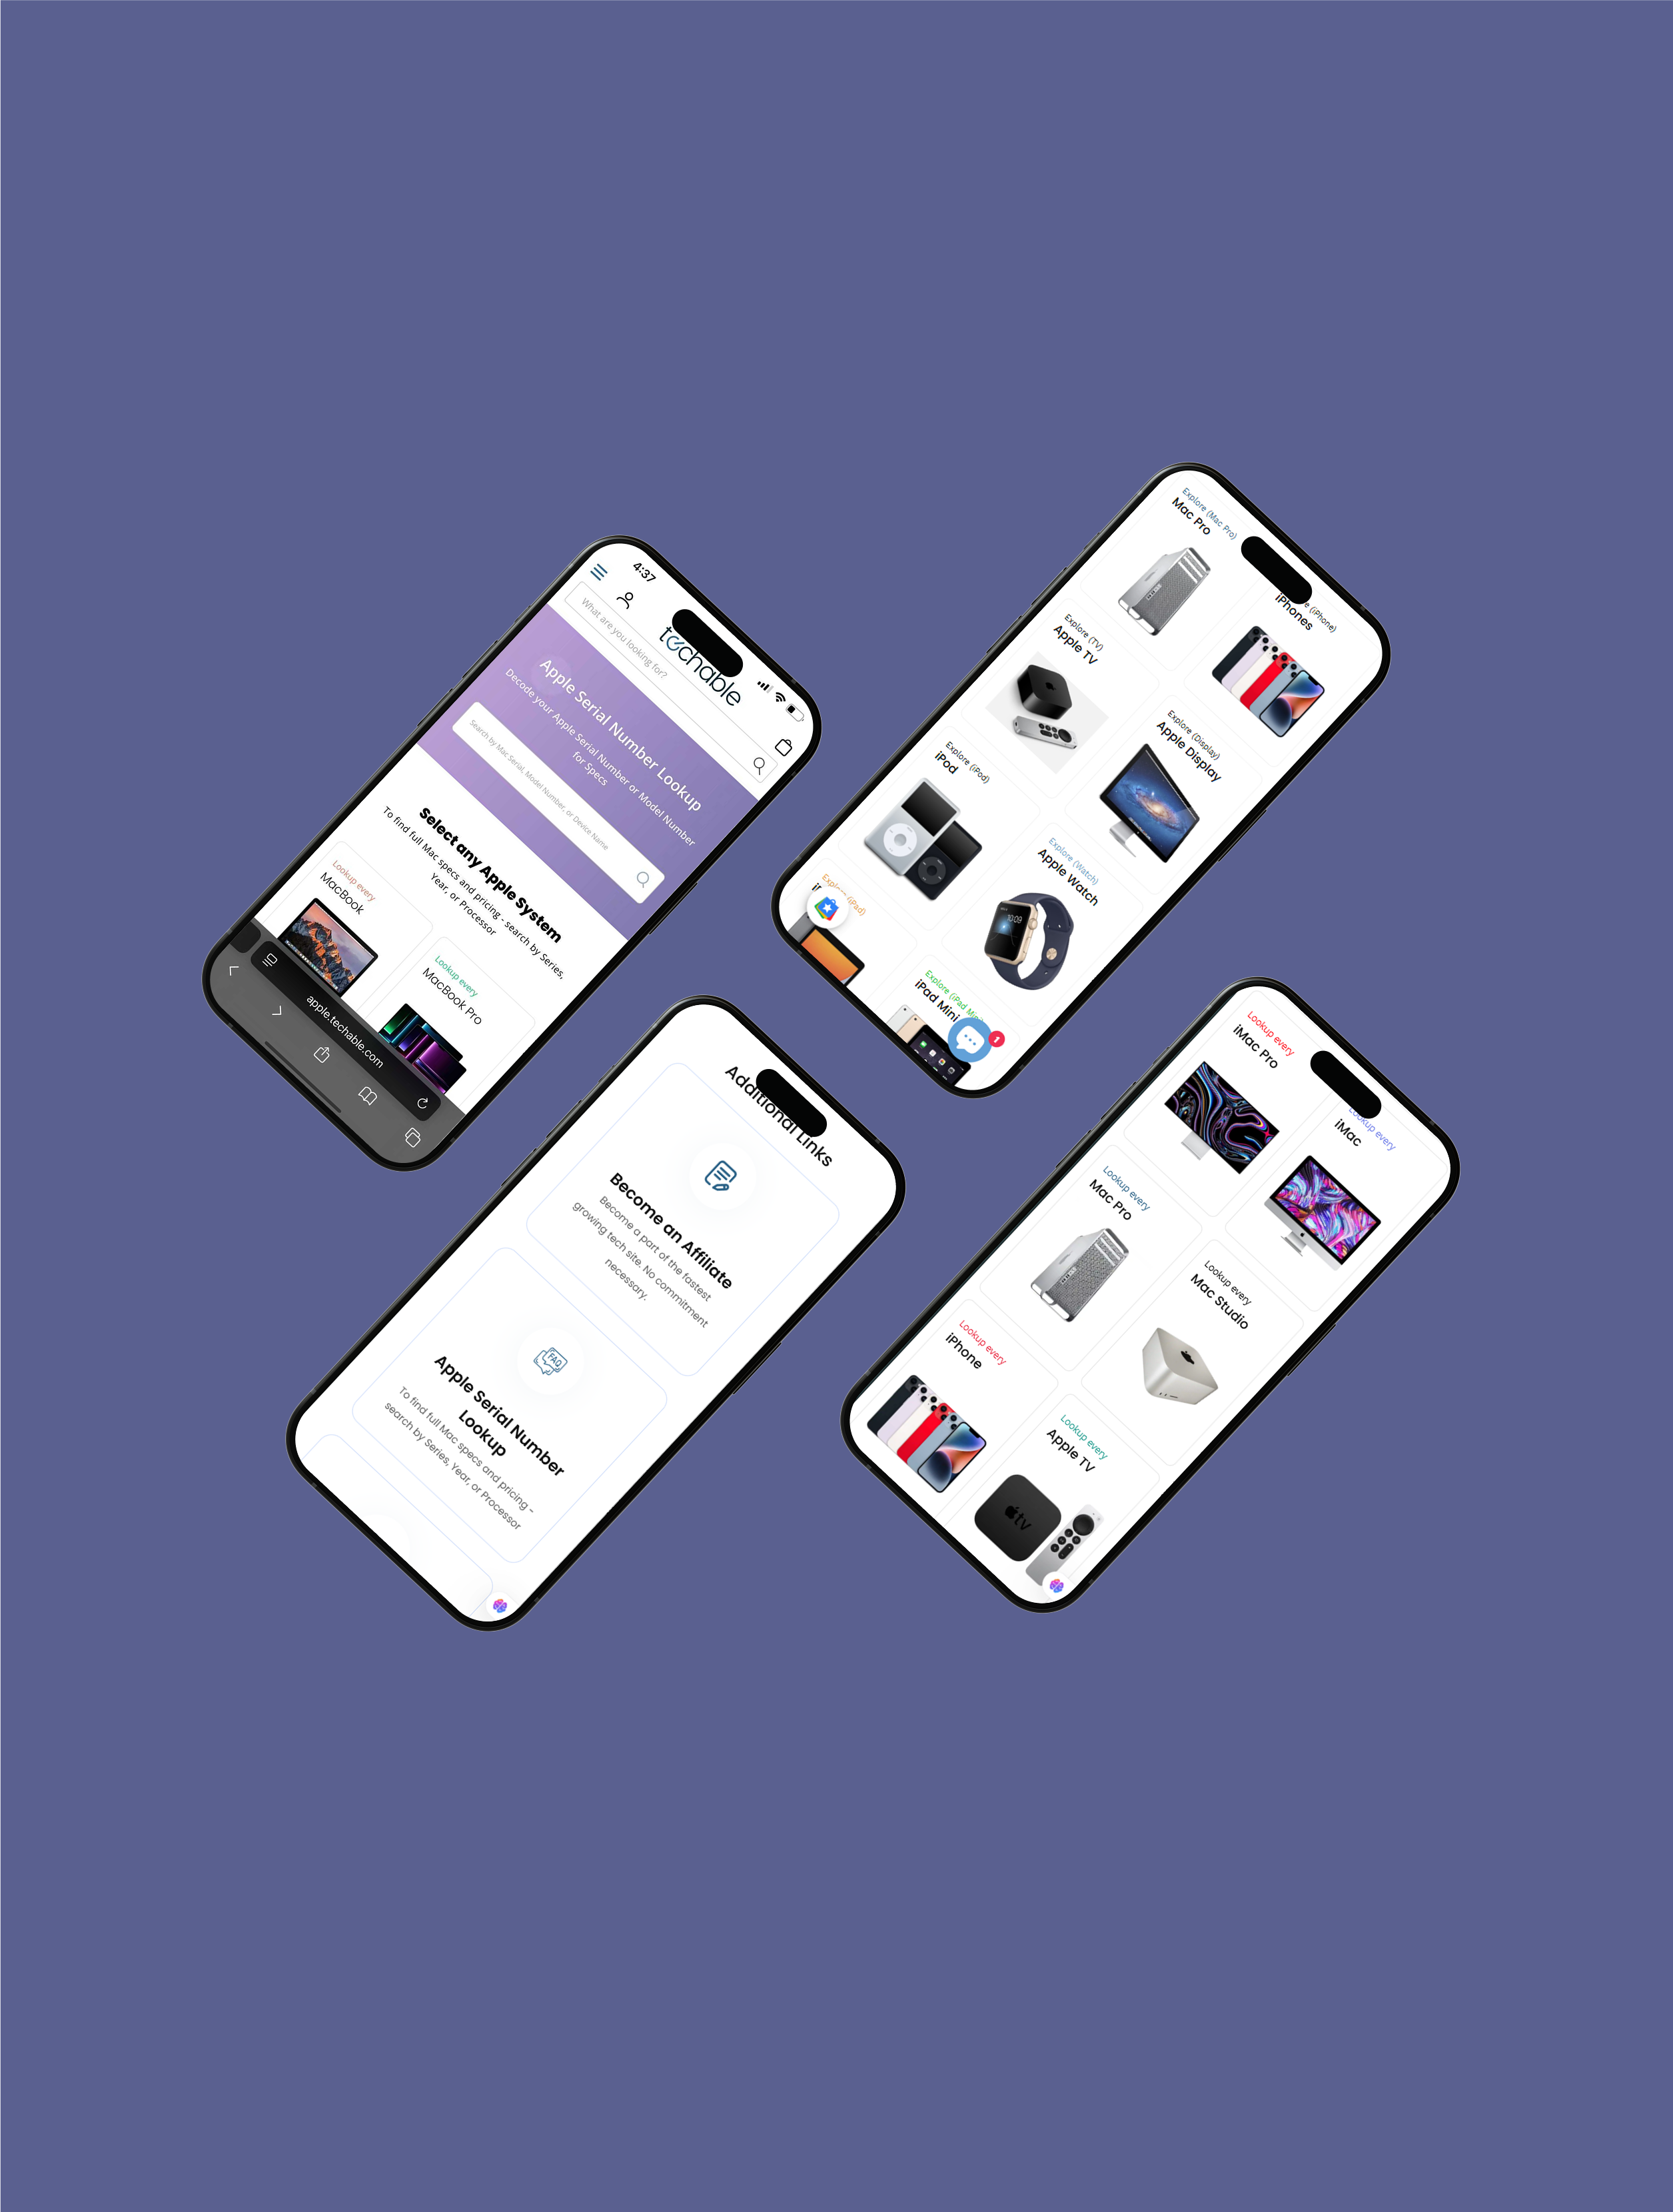 4:37
techable
What are you looking for?
Apple Serial Number Lookup
Decode your Apple Serial Number or Model Number
for Specs
Search by Mac Serial, Model Number, or Device Name
Select any Apple System
To find full Mac specs and pricing - search by Series,
Year, or Processor
Lookup every
MacBook
Lookup every
MacBook Pro
apple.techable.com
Explore (Mac Pro)
Mac Pro
(iPhone)
iPhones
Explore (TV)
Apple TV
Explore (Display)
Apple Display
Explore (iPod)
iPod
Explore (Watch)
Apple Watch
10:09
(iPad)
Explore (iPad Mini
iPad Mini
1
Additional Links
Become an Affiliate
Become a part of the fastest
growing tech site. No commitment
necessary.
FAQ
Apple Serial Number
Lookup
To find full Mac specs and pricing -
search by Series, Year, or Processor
Lookup every
iMac Pro
Lookup every
iMac
Lookup every
Mac Pro
Lookup every
Mac Studio
Lookup every
iPhone
Lookup every
Apple TV
tv